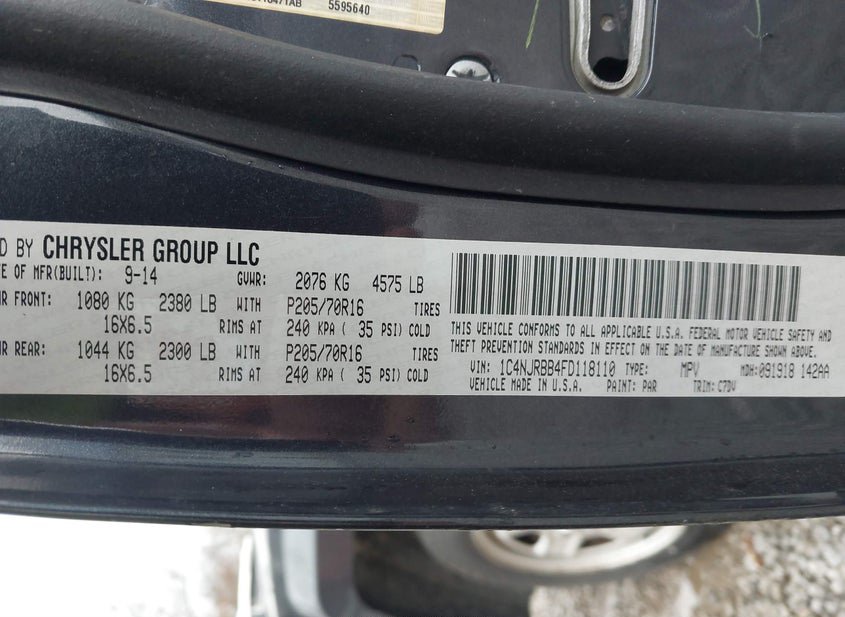 5595640
D BY CHRYSLER GROUP LLC
E OF MFR(BUILT): 9-14 GVWR: 2076 KG 4575 LB
R FRONT: 1080 KG 2380 LB WITH P205/70R16 TIRES
16X6.5 RIMS AT 240 KPA ( 35 PSI) COLD
R REAR: 1044 KG 2300 LB WITH P205/70R16 TIRES
16X6.5 RIMS AT 240 KPA ( 35 PSI) COLD
THIS VEHICLE CONFORMS TO ALL APPLICABLE U.S.A. FEDERAL MOTOR VEHICLE SAFETY AND
THEFT PREVENTION STANDARDS IN EFFECT ON THE DATE OF MANUFACTURE SHOWN ABOVE.
VIN: 1C4NJRBB4FD118110 TYPE: MPV MDH:091918 142AA
VEHICLE MADE IN U.S.A. PAINT: PAR TRIM: C7DV